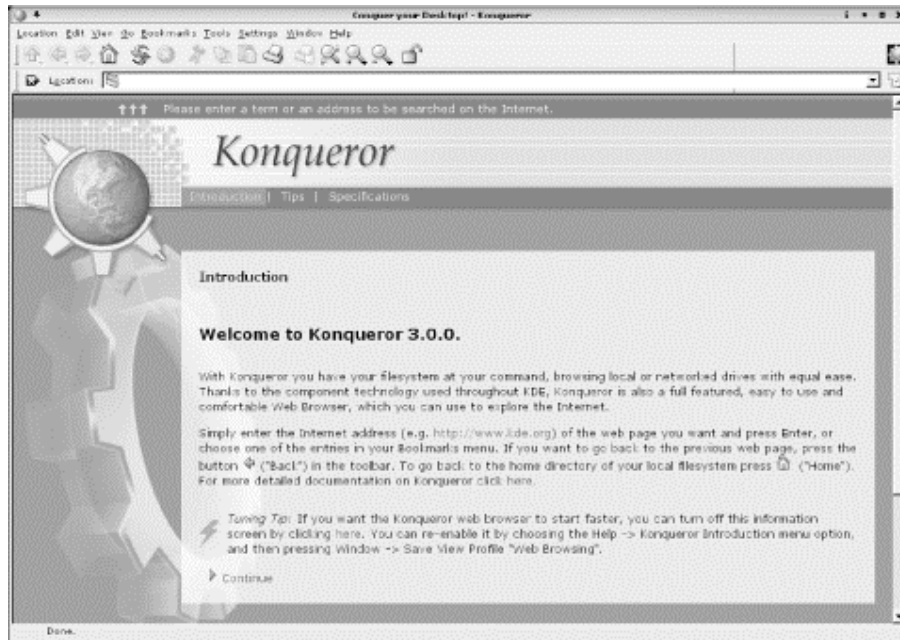 Conquer your Desktop! - Konqueror
Location Edit View Go Bookmarks Tools Settings Window Help
Location:
Please enter a term or an address to be searched on the Internet.
Konqueror
Introduction | Tips | Specifications
Introduction
Welcome to Konqueror 3.0.0.
With Konqueror you have your filesystem at your command, browsing local or networked drives with equal ease.
Thanks to the component technology used throughout KDE, Konqueror is also a full featured, easy to use and
comfortable Web Browser, which you can use to explore the Internet.
Simply enter the Internet address (e.g. http://www.kde.org) of the web page you want and press Enter, or
choose one of the entries in your Bookmarks menu. If you want to go back to the previous web page, press the
button ("Back") in the toolbar. To go back to the home directory of your local filesystem press ("Home").
For more detailed documentation on Konqueror click here.
Tuning Tip: If you want the Konqueror web browser to start faster, you can turn off this information
screen by clicking here. You can re-enable it by choosing the Help -> Konqueror Introduction menu option,
and then pressing Window -> Save View Profile "Web Browsing".
Continue
Done.